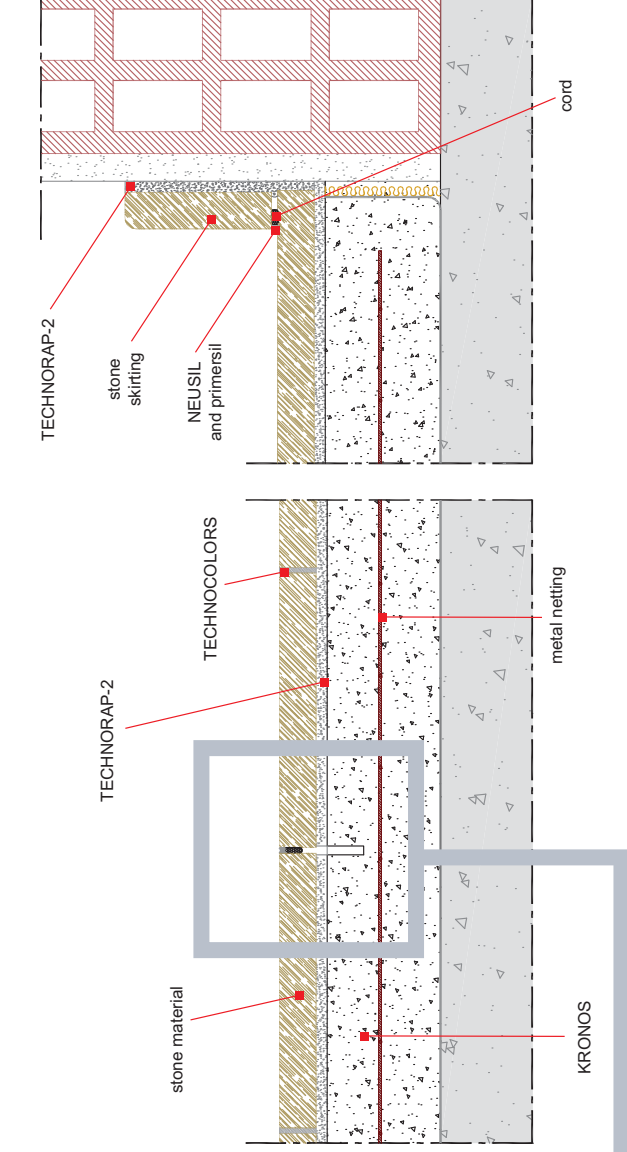 TECHNORAP-2
stone
skirting
NEUSIL
and primersil
cord
TECHNOCOLORS
TECHNORAP-2
metal netting
stone material
KRONOS